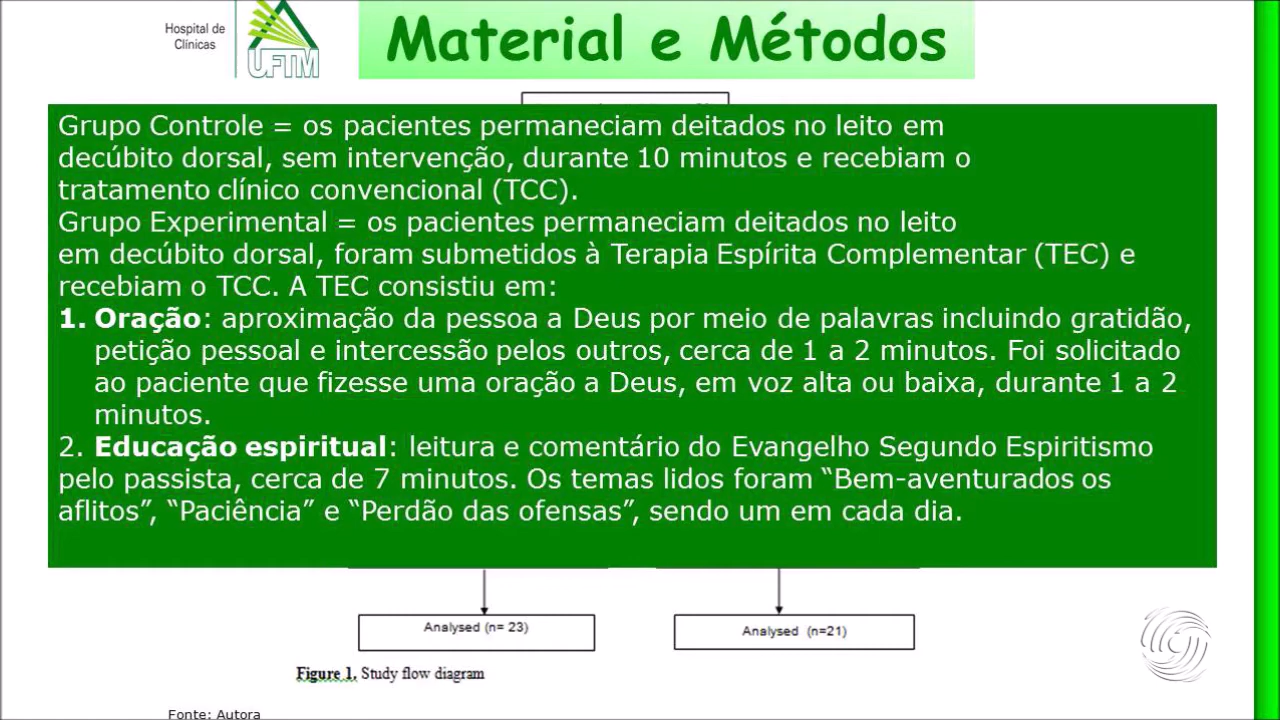 Hospital de
Clínicas
UFTM
Material e Métodos
Grupo Controle = os pacientes permaneciam deitados no leito em
decúbito dorsal, sem intervenção, durante 10 minutos e recebiam o
tratamento clínico convencional (TCC).
Grupo Experimental = os pacientes permaneciam deitados no leito
em decúbito dorsal, foram submetidos à Terapia Espírita Complementar (TEC) e
recebiam o TCC. A TEC consistiu em:
1. Oração: aproximação da pessoa a Deus por meio de palavras incluindo gratidão,
petição pessoal e intercessão pelos outros, cerca de 1 a 2 minutos. Foi solicitado
ao paciente que fizesse uma oração a Deus, em voz alta ou baixa, durante 1 a 2
minutos.
2. Educação espiritual: leitura e comentário do Evangelho Segundo Espiritismo
pelo passista, cerca de 7 minutos. Os temas lidos foram “Bem-aventurados os
aflitos”, “Paciência” e “Perdão das ofensas”, sendo um em cada dia.
Analysed (n= 23)
Analysed (n=21)
Figure 1. Study flow diagram
Fonte: Autora